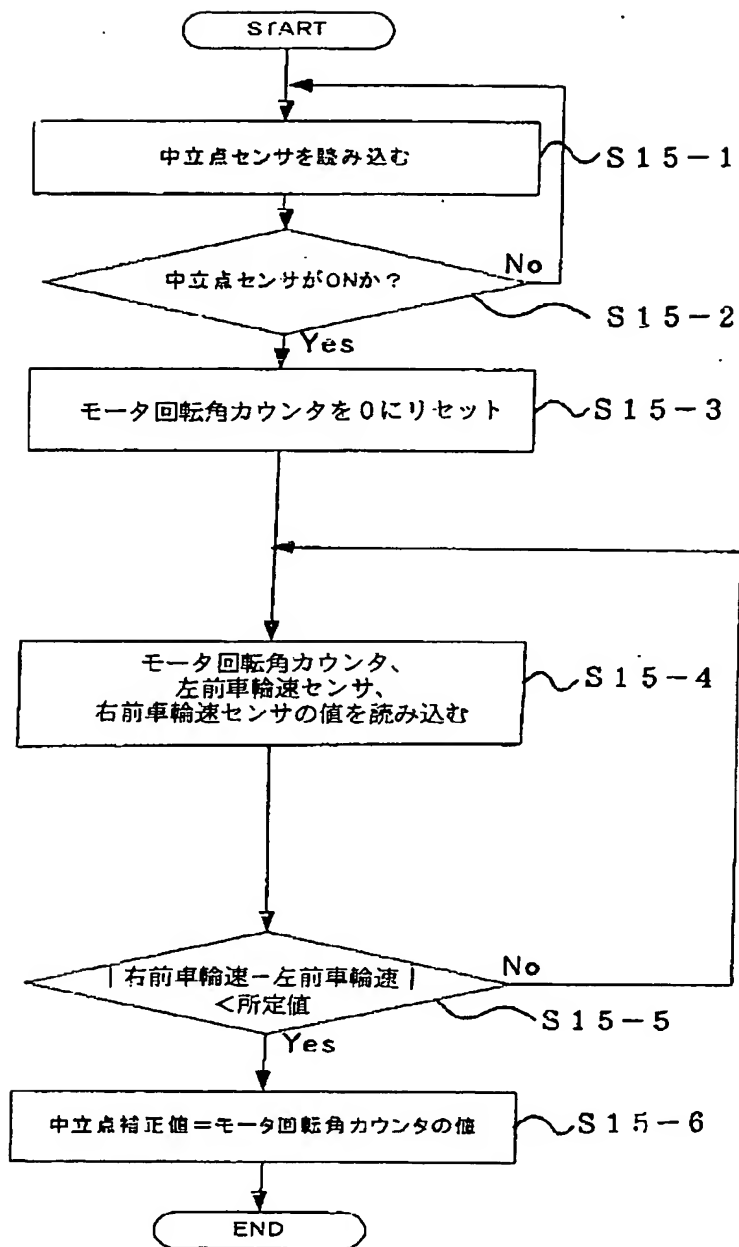 START
中立点センサを読み込む
S15-1
中立点センサがONか?
No
S15-2
Yes
モータ回転角カウンタを0にリセット
S15-3
モータ回転角カウンタ、
左前車輪速センサ、
右前車輪速センサの値を読み込む
S15-4
|右前車輪速-左前車輪速|
<所定値
No
S15-5
Yes
中立点補正値=モータ回転角カウンタの値
S15-6
END